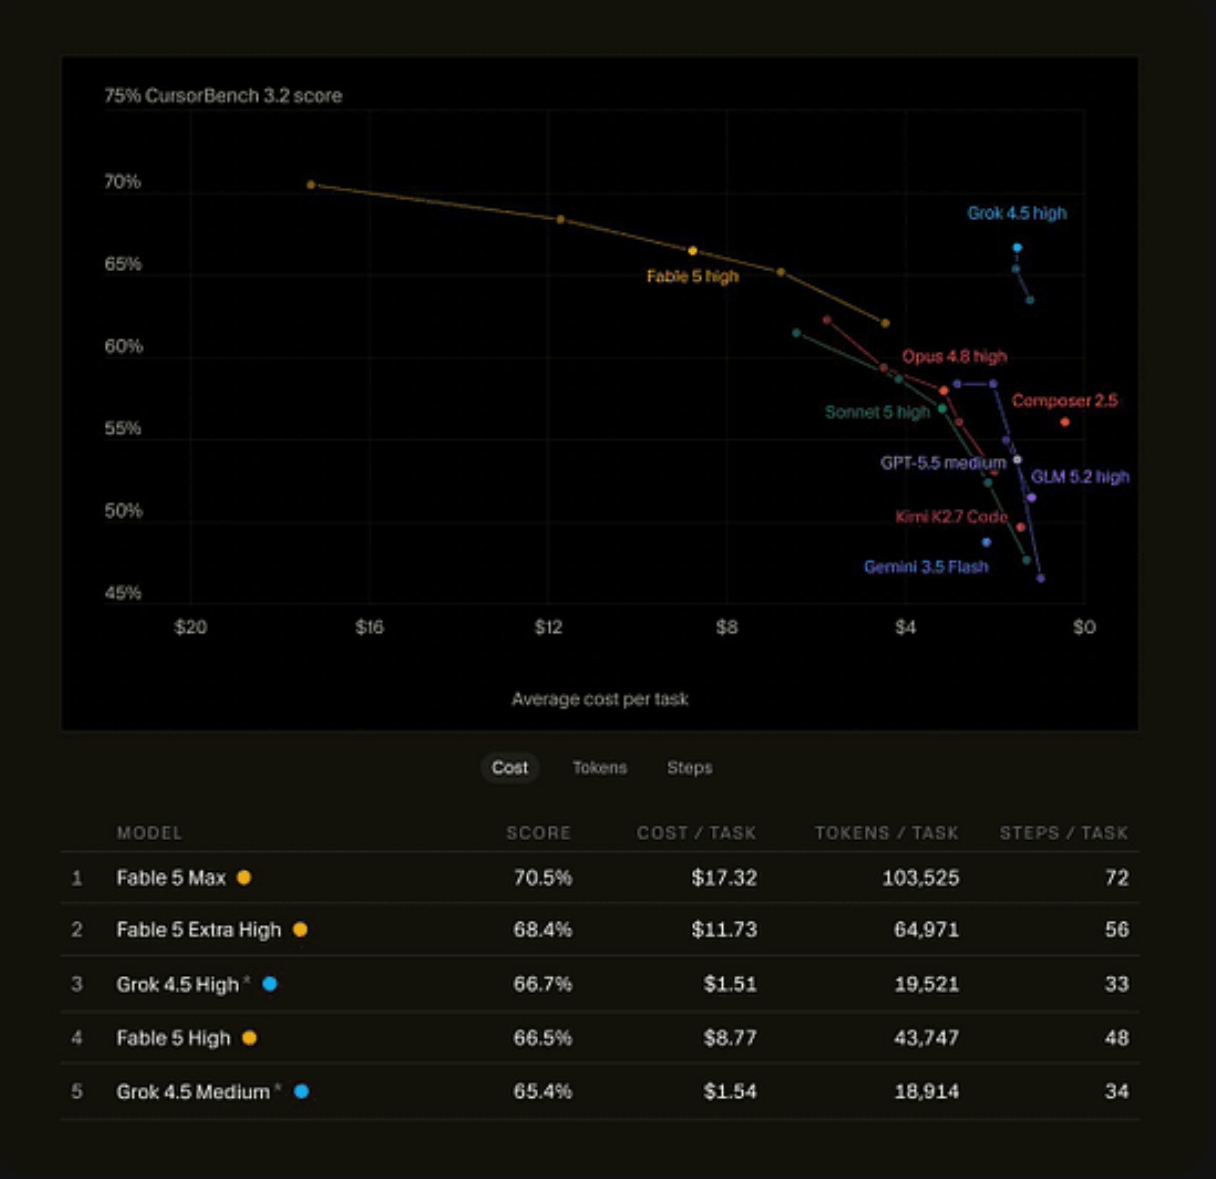 75% CursorBench 3.2 score
70%
Grok 4.5 high
65%
Fable 5 high
60%
Opus 4.8 high
Composer 2.5
Sonnet 5 high
55%
GPT-5.5 medium
GLM 5.2 high
50%
Kimi K2.7 Code
Gemini 3.5 Flash
45%
$20 $16 $12 $8 $4 $0
Average cost per task
Cost Tokens Steps
MODEL SCORE COST / TASK TOKENS / TASK STEPS / TASK
1 Fable 5 Max 70.5% $17.32 103,525 72
2 Fable 5 Extra High 68.4% $11.73 64,971 56
3 Grok 4.5 High * 66.7% $1.51 19,521 33
4 Fable 5 High 66.5% $8.77 43,747 48
5 Grok 4.5 Medium * 65.4% $1.54 18,914 34